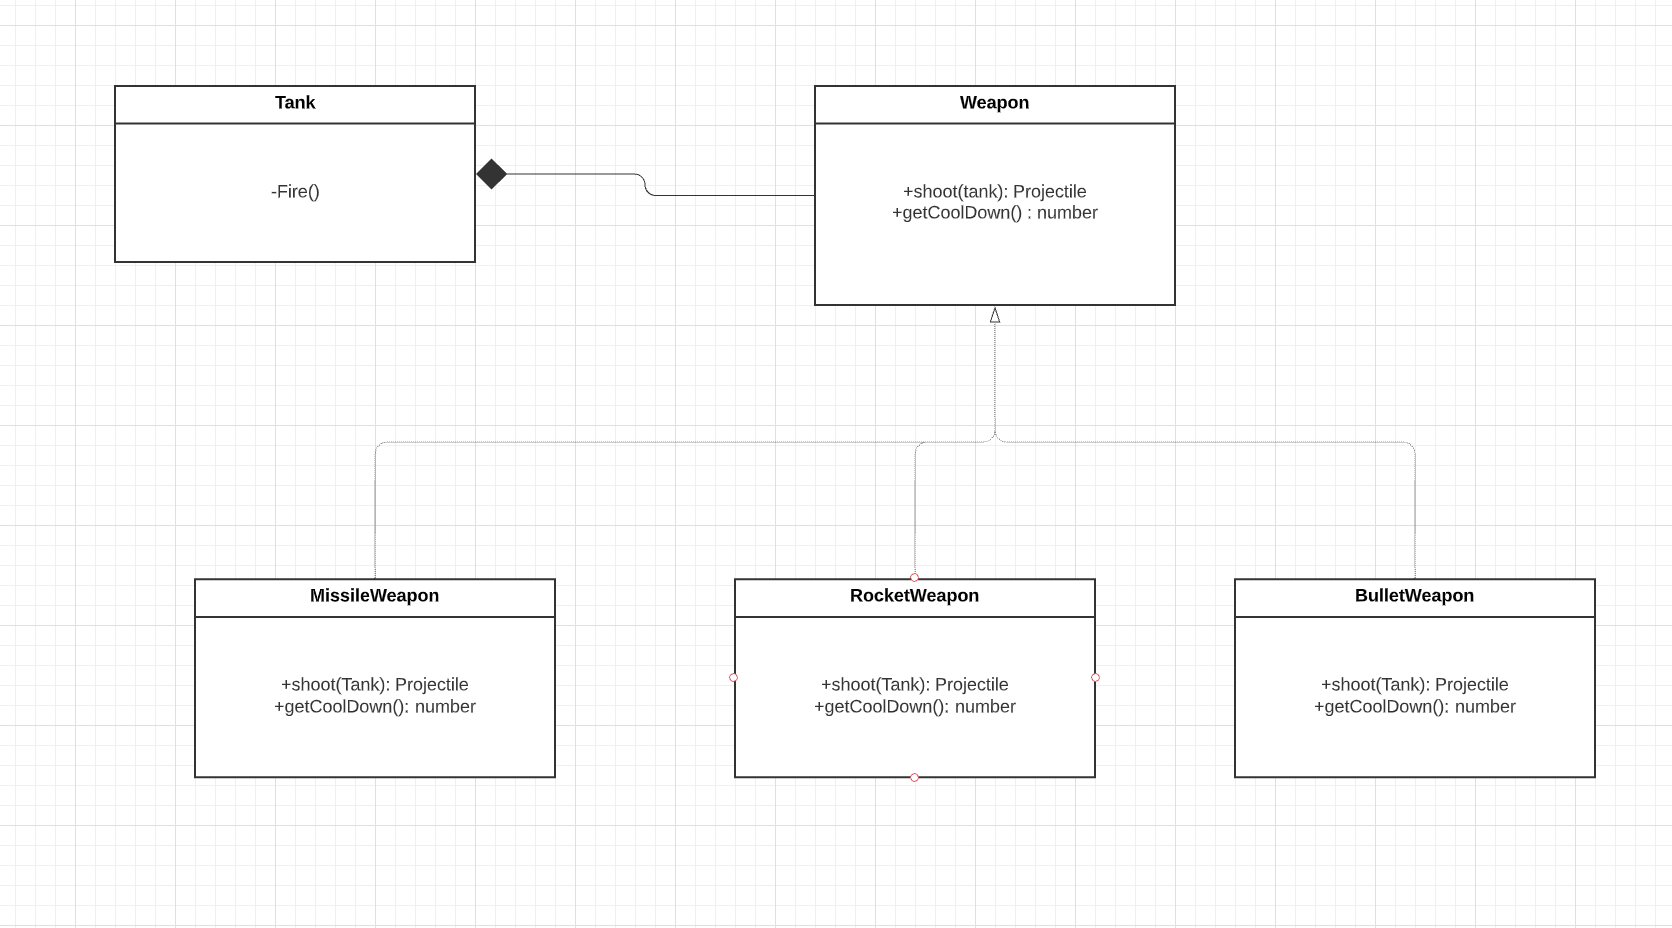 Tank
-Fire()
Weapon
+shoot(tank): Projectile
+getCoolDown() : number
MissileWeapon
+shoot(Tank): Projectile
+getCoolDown(): number
RocketWeapon
+shoot(Tank): Projectile
+getCoolDown(): number
BulletWeapon
+shoot(Tank): Projectile
+getCoolDown(): number